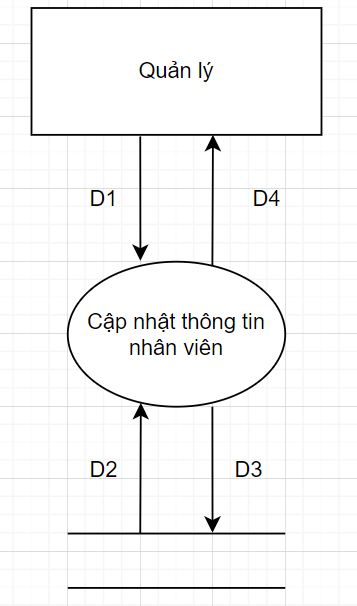 Quản lý
D1
D4
Cập nhật thông tin
nhân viên
D2
D3